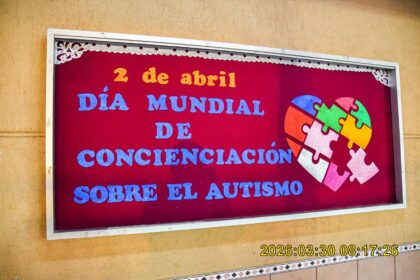 2 de abril
DÍA MUNDIAL
DE
CONCIENCIACIÓN
SOBRE EL AUTISMO
2026:03:30 08:17:26